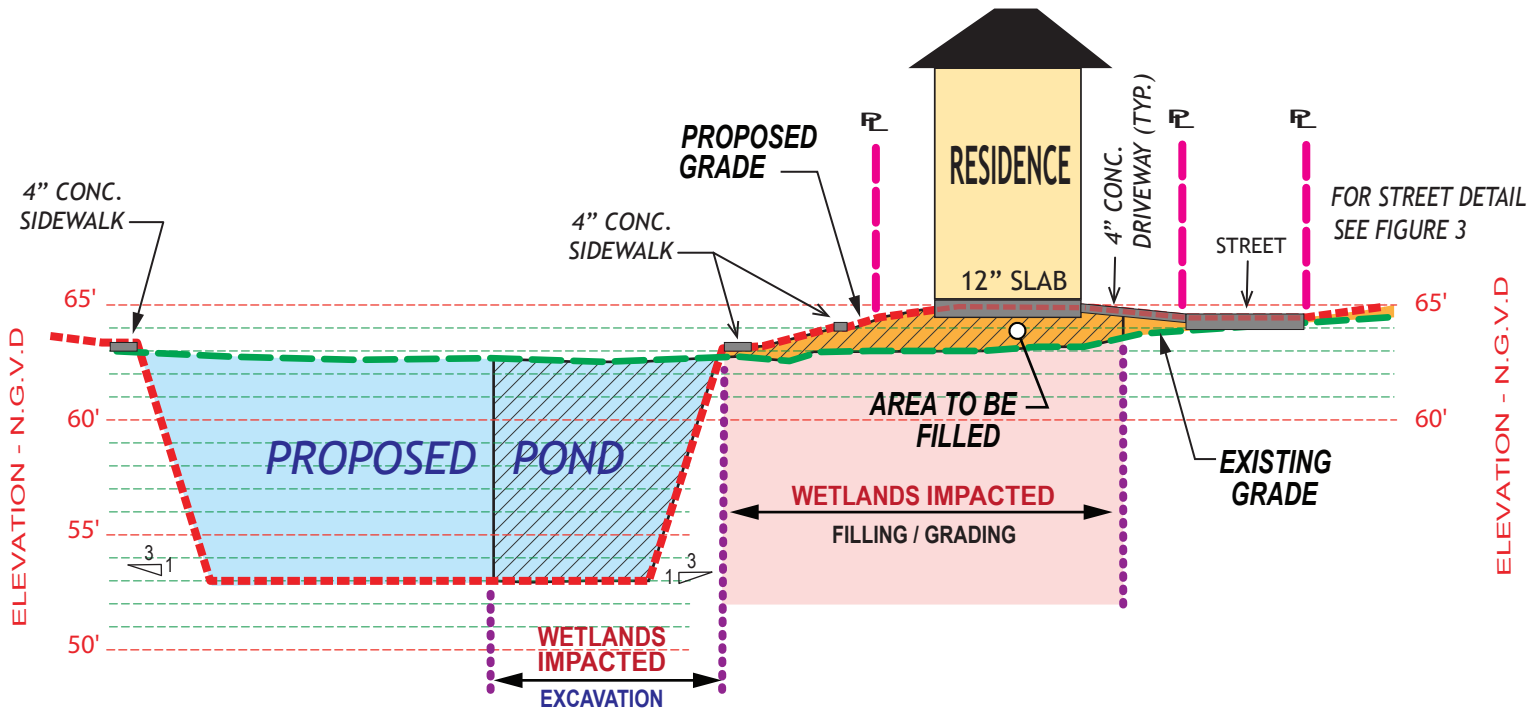 4” CONC.
SIDEWALK
PROPOSED
GRADE
4” CONC.
SIDEWALK
PL
RESIDENCE
12” SLAB
4” CONC.
DRIVEWAY (TYP.)
PL
PL
STREET
FOR STREET DETAIL
SEE FIGURE 3
65'
60'
55'
50'
ELEVATION - N.G.V.D
65'
60'
ELEVATION - N.G.V.D
PROPOSED POND
AREA TO BE
FILLED
EXISTING
GRADE
WETLANDS IMPACTED
FILLING / GRADING
3
1
3
1
WETLANDS
IMPACTED
EXCAVATION